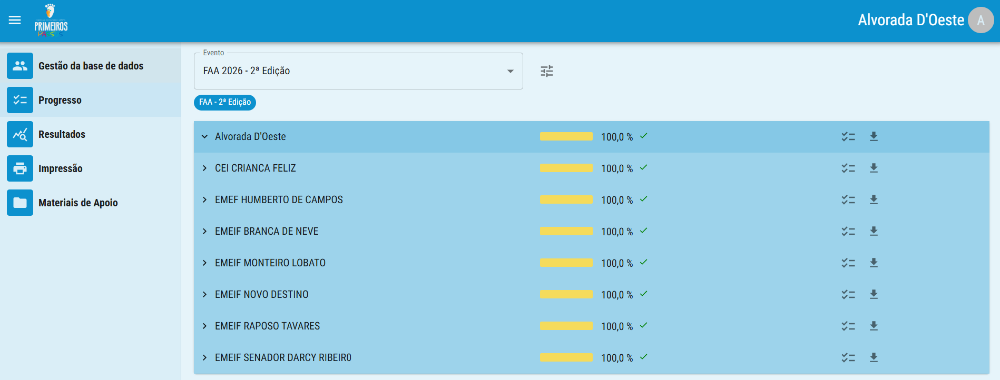 PRIMEIROS
PASSOS
Alvorada D'Oeste
A
Gestão da base de dados
Progresso
Resultados
Impressão
Materiais de Apoio
Evento
FAA 2026 - 2ª Edição
FAA - 2ª Edição
Alvorada D'Oeste 100,0 %
CEI CRIANCA FELIZ 100,0 %
EMEF HUMBERTO DE CAMPOS 100,0 %
EMEIF BRANCA DE NEVE 100,0 %
EMEIF MONTEIRO LOBATO 100,0 %
EMEIF NOVO DESTINO 100,0 %
EMEIF RAPOSO TAVARES 100,0 %
EMEIF SENADOR DARCY RIBEIR0 100,0 %